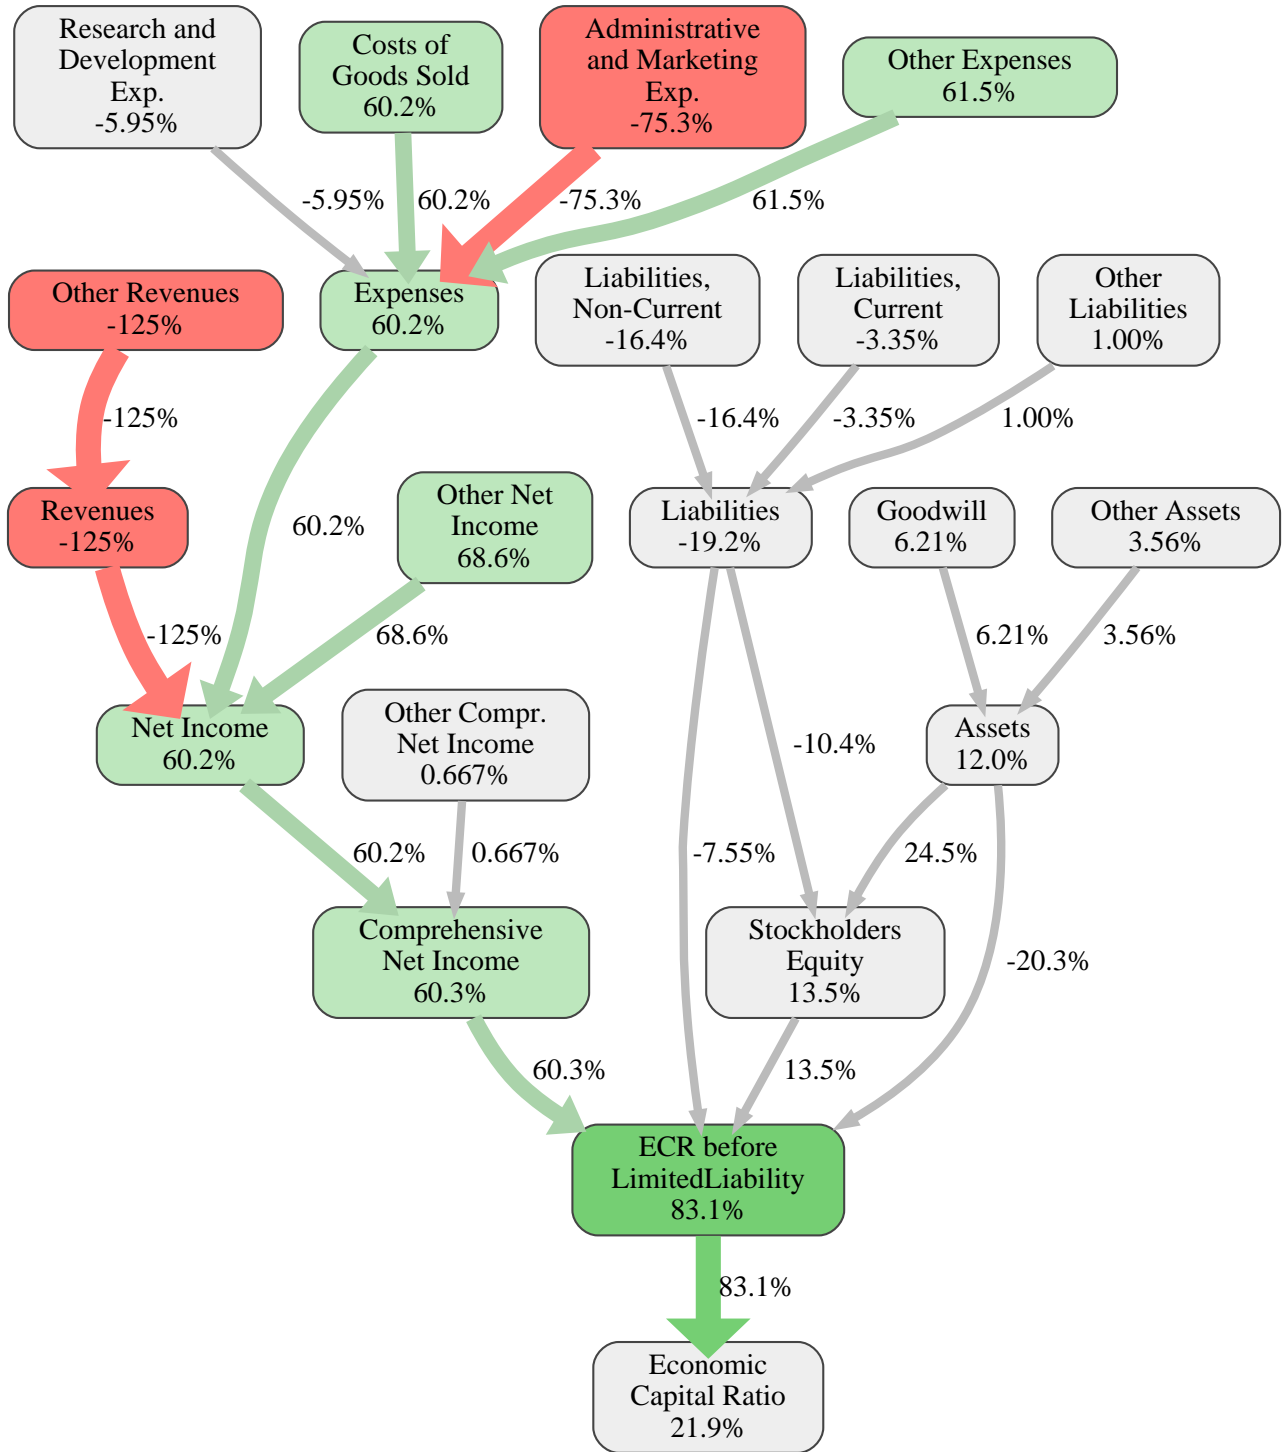 Research and
Development
Exp.
-5.95%
Costs of
Goods Sold
60.2%
Administrative
and Marketing
Exp.
-75.3%
Other Expenses
61.5%
-5.95%
60.2%
-75.3%
61.5%
Other Revenues
-125%
Expenses
60.2%
Liabilities,
Non-Current
-16.4%
Liabilities,
Current
-3.35%
Other
Liabilities
1.00%
-125%
-16.4%
-3.35%
1.00%
Revenues
-125%
60.2%
Other Net
Income
68.6%
Liabilities
-19.2%
Goodwill
6.21%
Other Assets
3.56%
-125%
68.6%
6.21%
3.56%
Net Income
60.2%
Other Compr.
Net Income
0.667%
-10.4%
Assets
12.0%
60.2%
0.667%
-7.55%
24.5%
Comprehensive
Net Income
60.3%
Stockholders
Equity
13.5%
-20.3%
60.3%
13.5%
ECR before
LimitedLiability
83.1%
83.1%
Economic
Capital Ratio
21.9%